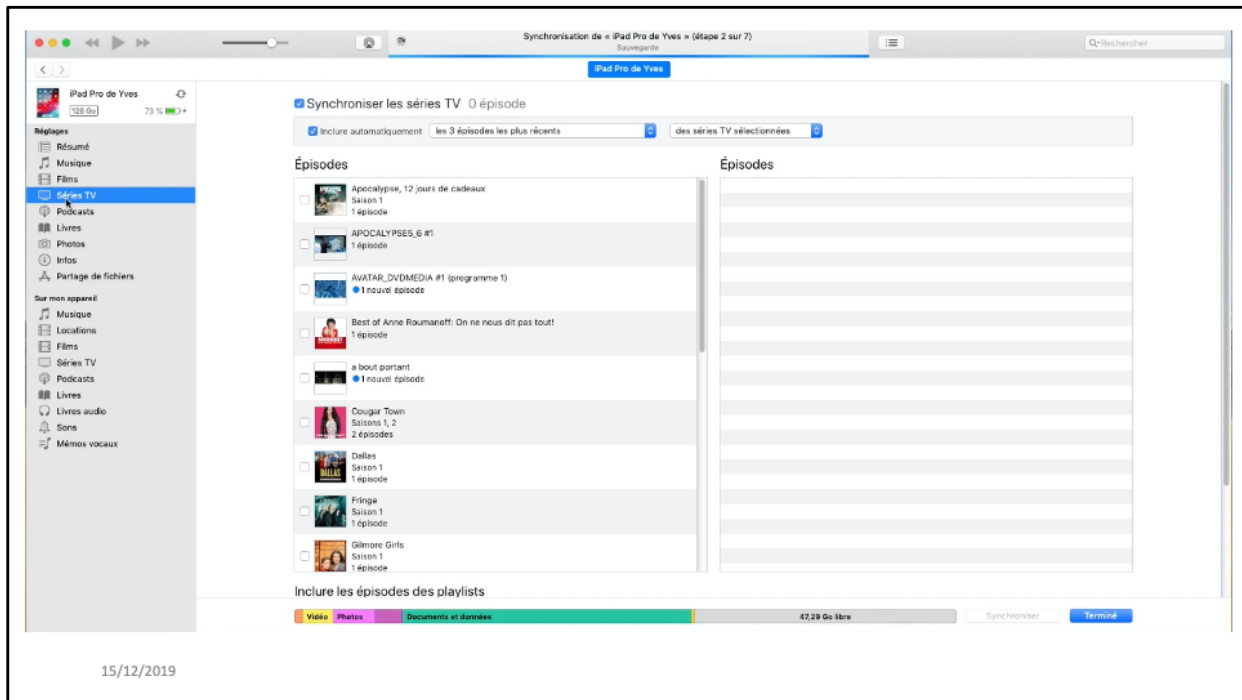 Synchronisation de « iPad Pro de Yves » (étape 2 sur 7)
Sauvegarde
Rechercher
iPad Pro de Yves
iPad Pro de Yves
128 Go
73 %
Réglages
Résumé
Musique
Films
Séries TV
Podcasts
Livres
Photos
Infos
Partage de fichiers
Sur mon appareil
Musique
Locations
Films
Séries TV
Podcasts
Livres
Livres audio
Sons
Mémos vocaux
Synchroniser les séries TV 0 épisode
Inclure automatiquement les 3 épisodes les plus récents des séries TV sélectionnées
Épisodes
Apocalypse, 12 jours de cadeaux
Saison 1
1 épisode
APOCALYPSE5_6 #1
1 épisode
AVATAR_DVDMEDIA #1 (programme 1)
1 nouvel épisode
Best of Anne Roumanoff: On ne nous dit pas tout!
1 épisode
a bout portant
1 nouvel épisode
Cougar Town
Saisons 1, 2
2 épisodes
Dallas
Saison 1
1 épisode
DALLAS
Fringe
Saison 1
1 épisode
Gilmore Girls
Saison 1
1 épisode
Épisodes
Inclure les épisodes des playlists
Vidéo Photos Documents et données 47,29 Go libre
Synchroniser
Terminé
15/12/2019